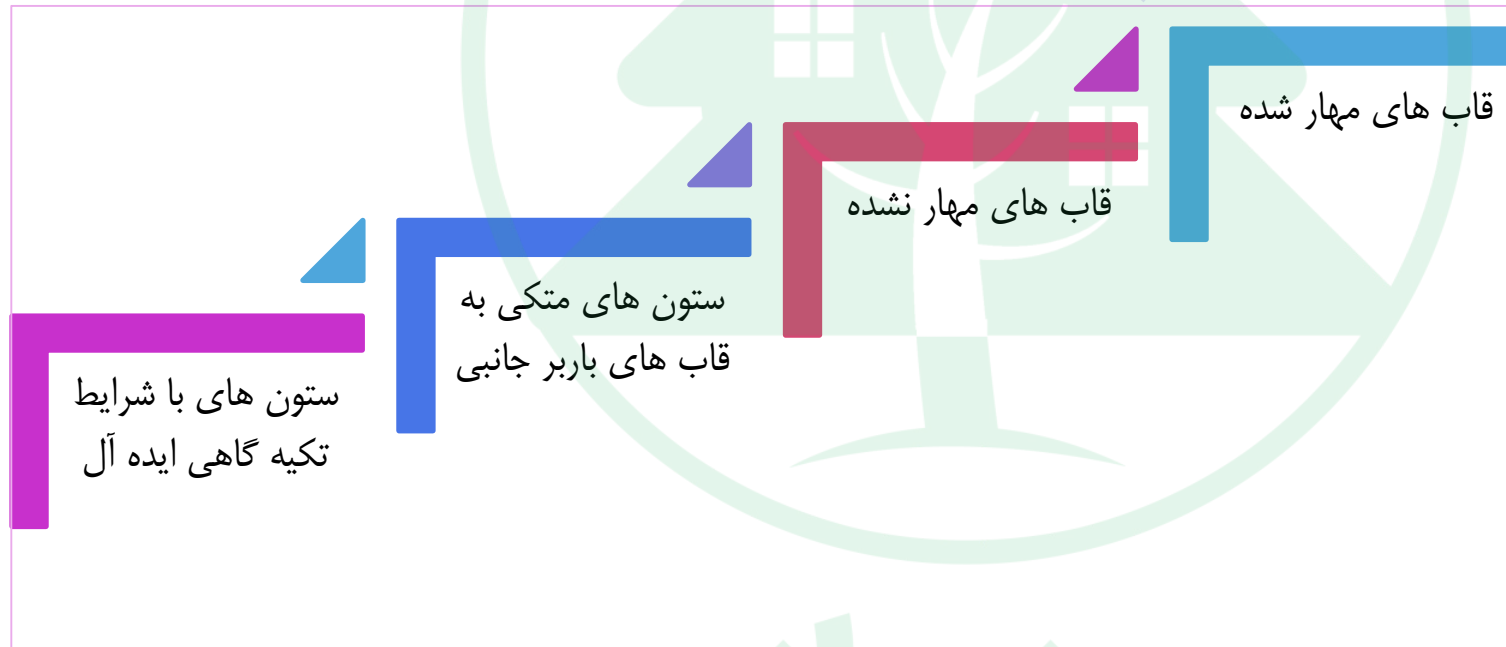 قاب های مهار شده
قاب های مهار نشده
ستون های متکی به
قاب های باربر جانبی
ستون های با شرایط
تکیه گاهی ایده آل